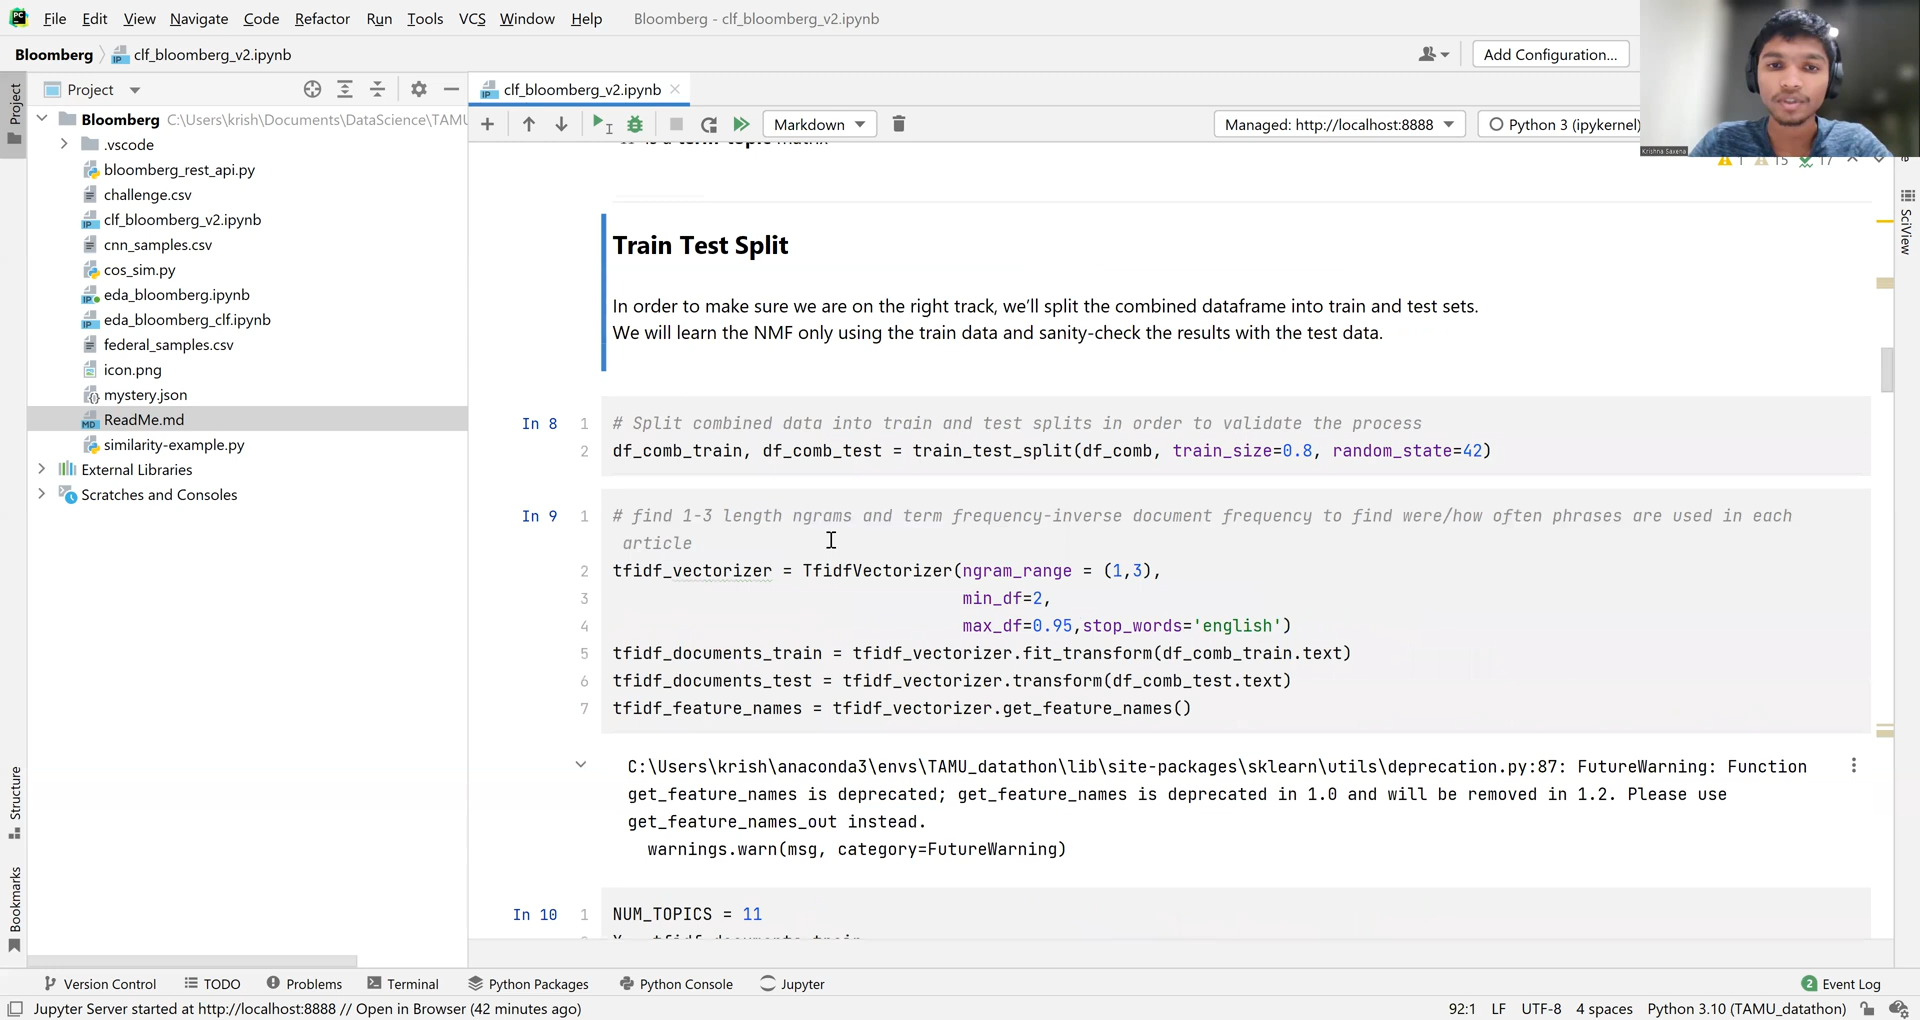 PC File Edit View Navigate Code Refactor Run Tools VCS Window Help Bloomberg - clf_bloomberg_v2.ipynb
Bloomberg clf_bloomberg_v2.ipynb Add Configuration...
Krishna Saxena
Project
Project
clf_bloomberg_v2.ipynb
Bloomberg C:\Users\krish\Documents\DataScience\TAMU
Markdown Managed: http://localhost:8888 Python 3 (ipykernel)
.vscode
bloomberg_rest_api.py
challenge.csv
clf_bloomberg_v2.ipynb
cnn_samples.csv
cos_sim.py
eda_bloomberg.ipynb
eda_bloomberg_clf.ipynb
federal_samples.csv
icon.png
mystery.json
ReadMe.md
similarity-example.py
External Libraries
Scratches and Consoles
SciView
Train Test Split
In order to make sure we are on the right track, we'll split the combined dataframe into train and test sets.
We will learn the NMF only using the train data and sanity-check the results with the test data.
In 8 1 # Split combined data into train and test splits in order to validate the process
2 df_comb_train, df_comb_test = train_test_split(df_comb, train_size=0.8, random_state=42)
In 9 1 # find 1-3 length ngrams and term frequency-inverse document frequency to find were/how often phrases are used in each
article
2 tfidf_vectorizer = TfidfVectorizer(ngram_range = (1,3),
3 min_df=2,
4 max_df=0.95,stop_words='english')
5 tfidf_documents_train = tfidf_vectorizer.fit_transform(df_comb_train.text)
6 tfidf_documents_test = tfidf_vectorizer.transform(df_comb_test.text)
7 tfidf_feature_names = tfidf_vectorizer.get_feature_names()
C:\Users\krish\anaconda3\envs\TAMU_datathon\lib\site-packages\sklearn\utils\deprecation.py:87: FutureWarning: Function
get_feature_names is deprecated; get_feature_names is deprecated in 1.0 and will be removed in 1.2. Please use
get_feature_names_out instead.
warnings.warn(msg, category=FutureWarning)
In 10 1 NUM_TOPICS = 11
Structure
Bookmarks
Version Control TODO Problems Terminal Python Packages Python Console Jupyter 2 Event Log
Jupyter Server started at http://localhost:8888 // Open in Browser (42 minutes ago) 92:1 LF UTF-8 4 spaces Python 3.10 (TAMU_datathon)